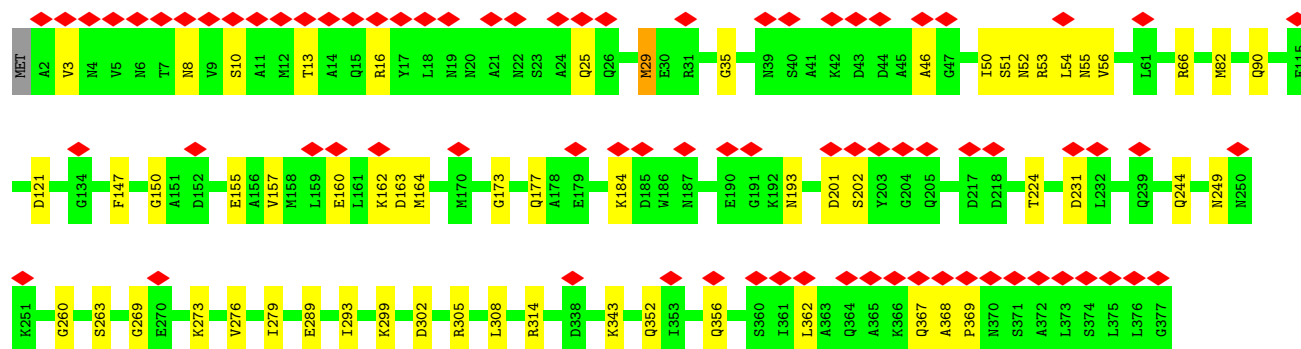 MET A2 V3 N4 V5 N6 T7 N8 V9 S10 A11 M12 T13 A14 Q15 R16 Y17 L18 N19 N20 A21 N22 S23 A24 Q25 Q26 M29 E30 R31 G35 N39 S40 A41 K42 D43 D44 A45 A46 G47 I50 S51 N52 R53 L54 N55 V56 L61 R66 M82 Q90 F115
D121 G134 F147 G150 A151 D152 E155 A156 V157 M158 L159 E160 L161 K162 D163 M164 M170 G173 Q177 A178 E179 K184 D185 W186 N187 E190 G191 K192 N193 D201 S202 Y203 G204 Q205 D217 D218 T224 D231 L232 Q239 Q244 N249 N250
K251 G260 S263 G269 E270 K273 V276 I279 E289 I293 K299 D302 R305 L308 R314 D338 K343 Q352 I353 Q356 S360 I361 L362 A363 Q364 A365 K366 Q367 A368 P369 N370 S371 A372 L373 S374 L375 L376 G377